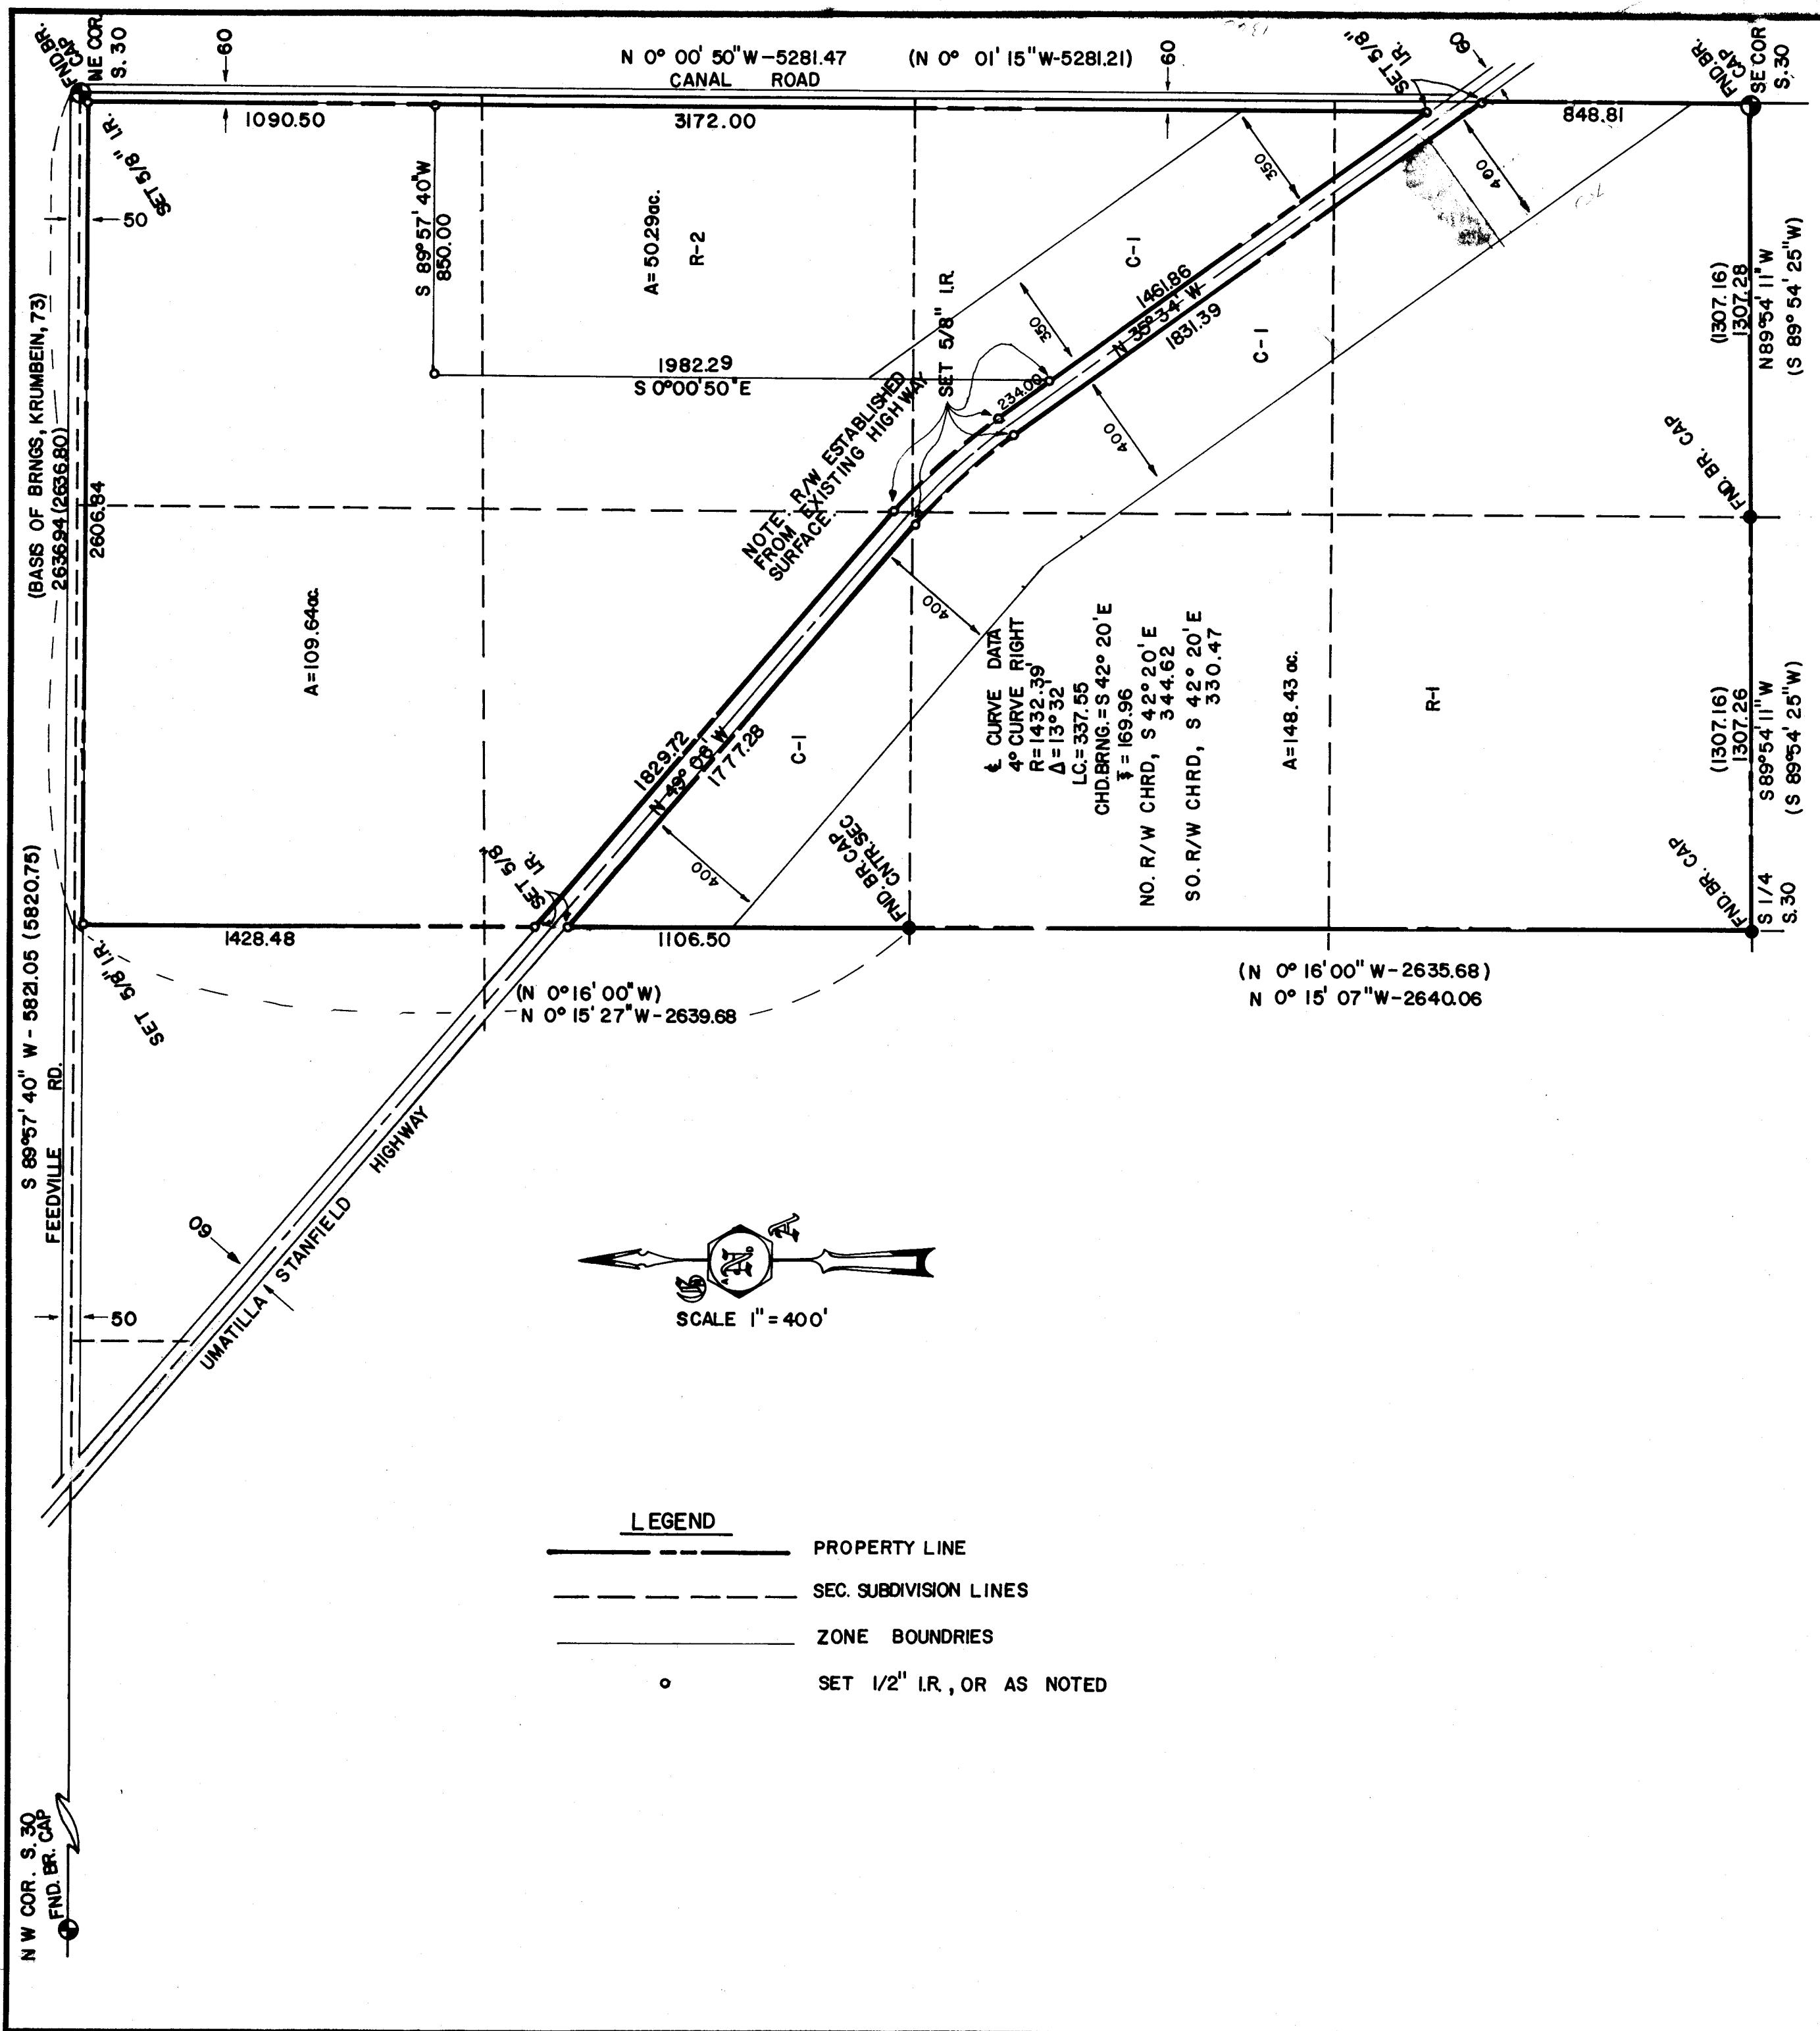 FND. BR.
CAP
NE COR
S. 30
60
N 0° 00' 50" W-5281.47
(N 0° 01' 15" W-5281.21)
CANAL ROAD
60
SET 5/8"
I.R.
60
FND. BR.
CAP
SE COR
S. 30
1090.50
3172.00
848.81
SET 5/8" I.R.
50
S 89° 57' 40" W
850.00
A= 50.29ac.
R-2
350
400
C-1
(BASIS OF BRNGS, KRUMBEIN, 73)
2636.94 (2636.80)
2606.84
1982.29
S 0° 00' 50" E
SET 5/8" I.R.
350
1461.86
N 35° 34' W
1831.39
C-1
234.00
(1307.16)
1307.28
N 89° 54' 11" W
(S 89° 54' 25" W)
NOTE: R/W ESTABLISHED
FROM EXISTING HIGHWAY
SURFACE.
400
FND. BR. CAP
A=109.64ac.
400
℄ CURVE DATA
4° CURVE RIGHT
R=1432.39'
Δ = 13° 32'
L.C.= 337.55
CHD.BRNG.= S 42° 20' E
= 169.96
NO. R/W CHRD, S 42° 20' E
344.62
SO. R/W CHRD, S 42° 20' E
330.47
A=148.43 ac.
R-1
(1307.16)
1307.26
S 89° 54' 11" W
(S 89° 54' 25" W)
1829.72
N 49° 06' W
1777.28
C-1
400
SET 5/8"
I.R.
FND. BR. CAP
CNTR. SEC
FND. BR. CAP
S 1/4
S. 30
1428.48
1106.50
SET 5/8" I.R.
(N 0° 16' 00" W)
N 0° 15' 27" W-2639.68
(N 0° 16' 00" W-2635.68)
N 0° 15' 07" W-2640.06
S 89° 57' 40" W - 5821.05 (5820.75)
FEEDVILLE RD.
60
UMATILLA STANFIELD HIGHWAY
50
N
SCALE 1" = 400'
LEGEND
PROPERTY LINE
SEC. SUBDIVISION LINES
ZONE BOUNDRIES
SET 1/2" I.R., OR AS NOTED
NW COR. S. 30
FND. BR. CAP